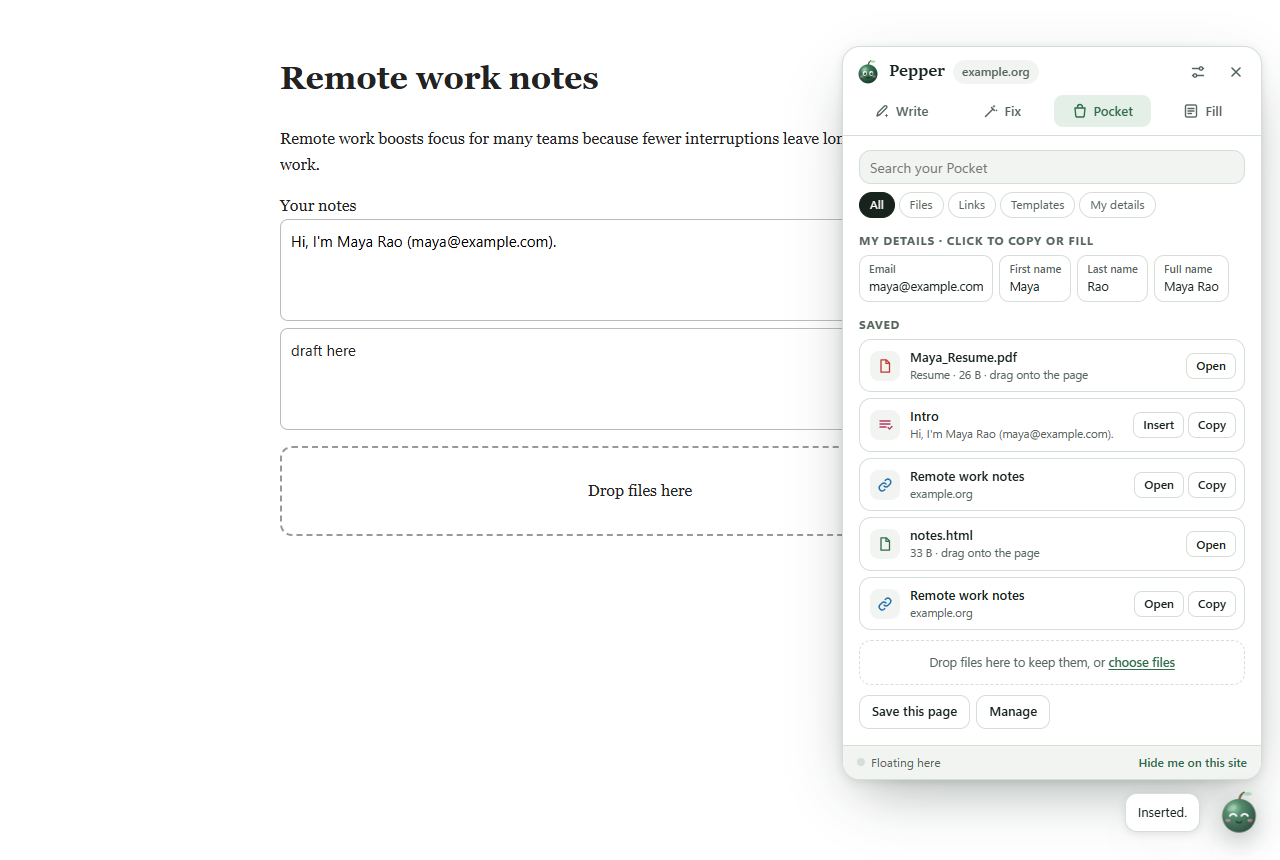 Remote work notes
Remote work boosts focus for many teams because fewer interruptions leave
work.
Your notes
Hi, I'm Maya Rao (maya@example.com).
draft here
Drop files here
Pepper
example.org
Write
Fix
Pocket
Fill
Search your Pocket
All
Files
Links
Templates
My details
MY DETAILS · CLICK TO COPY OR FILL
Email
maya@example.com
First name
Maya
Last name
Rao
Full name
Maya Rao
SAVED
Maya_Resume.pdf
Resume · 26 B · drag onto the page
Open
Intro
Hi, I'm Maya Rao (maya@example.com).
Insert
Copy
Remote work notes
example.org
Open
Copy
notes.html
33 B · drag onto the page
Open
Remote work notes
example.org
Open
Copy
Drop files here to keep them, or choose files
Save this page
Manage
Floating here
Hide me on this site
Inserted.